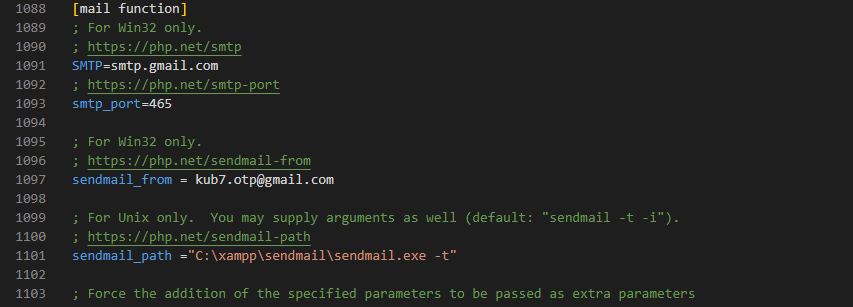 1088 [mail function]
1089 ; For Win32 only.
1090 ; https://php.net/smtp
1091 SMTP=smtp.gmail.com
1092 ; https://php.net/smtp-port
1093 smtp_port=465
1094
1095 ; For Win32 only.
1096 ; https://php.net/sendmail-from
1097 sendmail_from = kub7.otp@gmail.com
1098
1099 ; For Unix only.  You may supply arguments as well (default: "sendmail -t -i").
1100 ; https://php.net/sendmail-path
1101 sendmail_path ="C:\xampp\sendmail\sendmail.exe -t"
1102
1103 ; Force the addition of the specified parameters to be passed as extra parameters